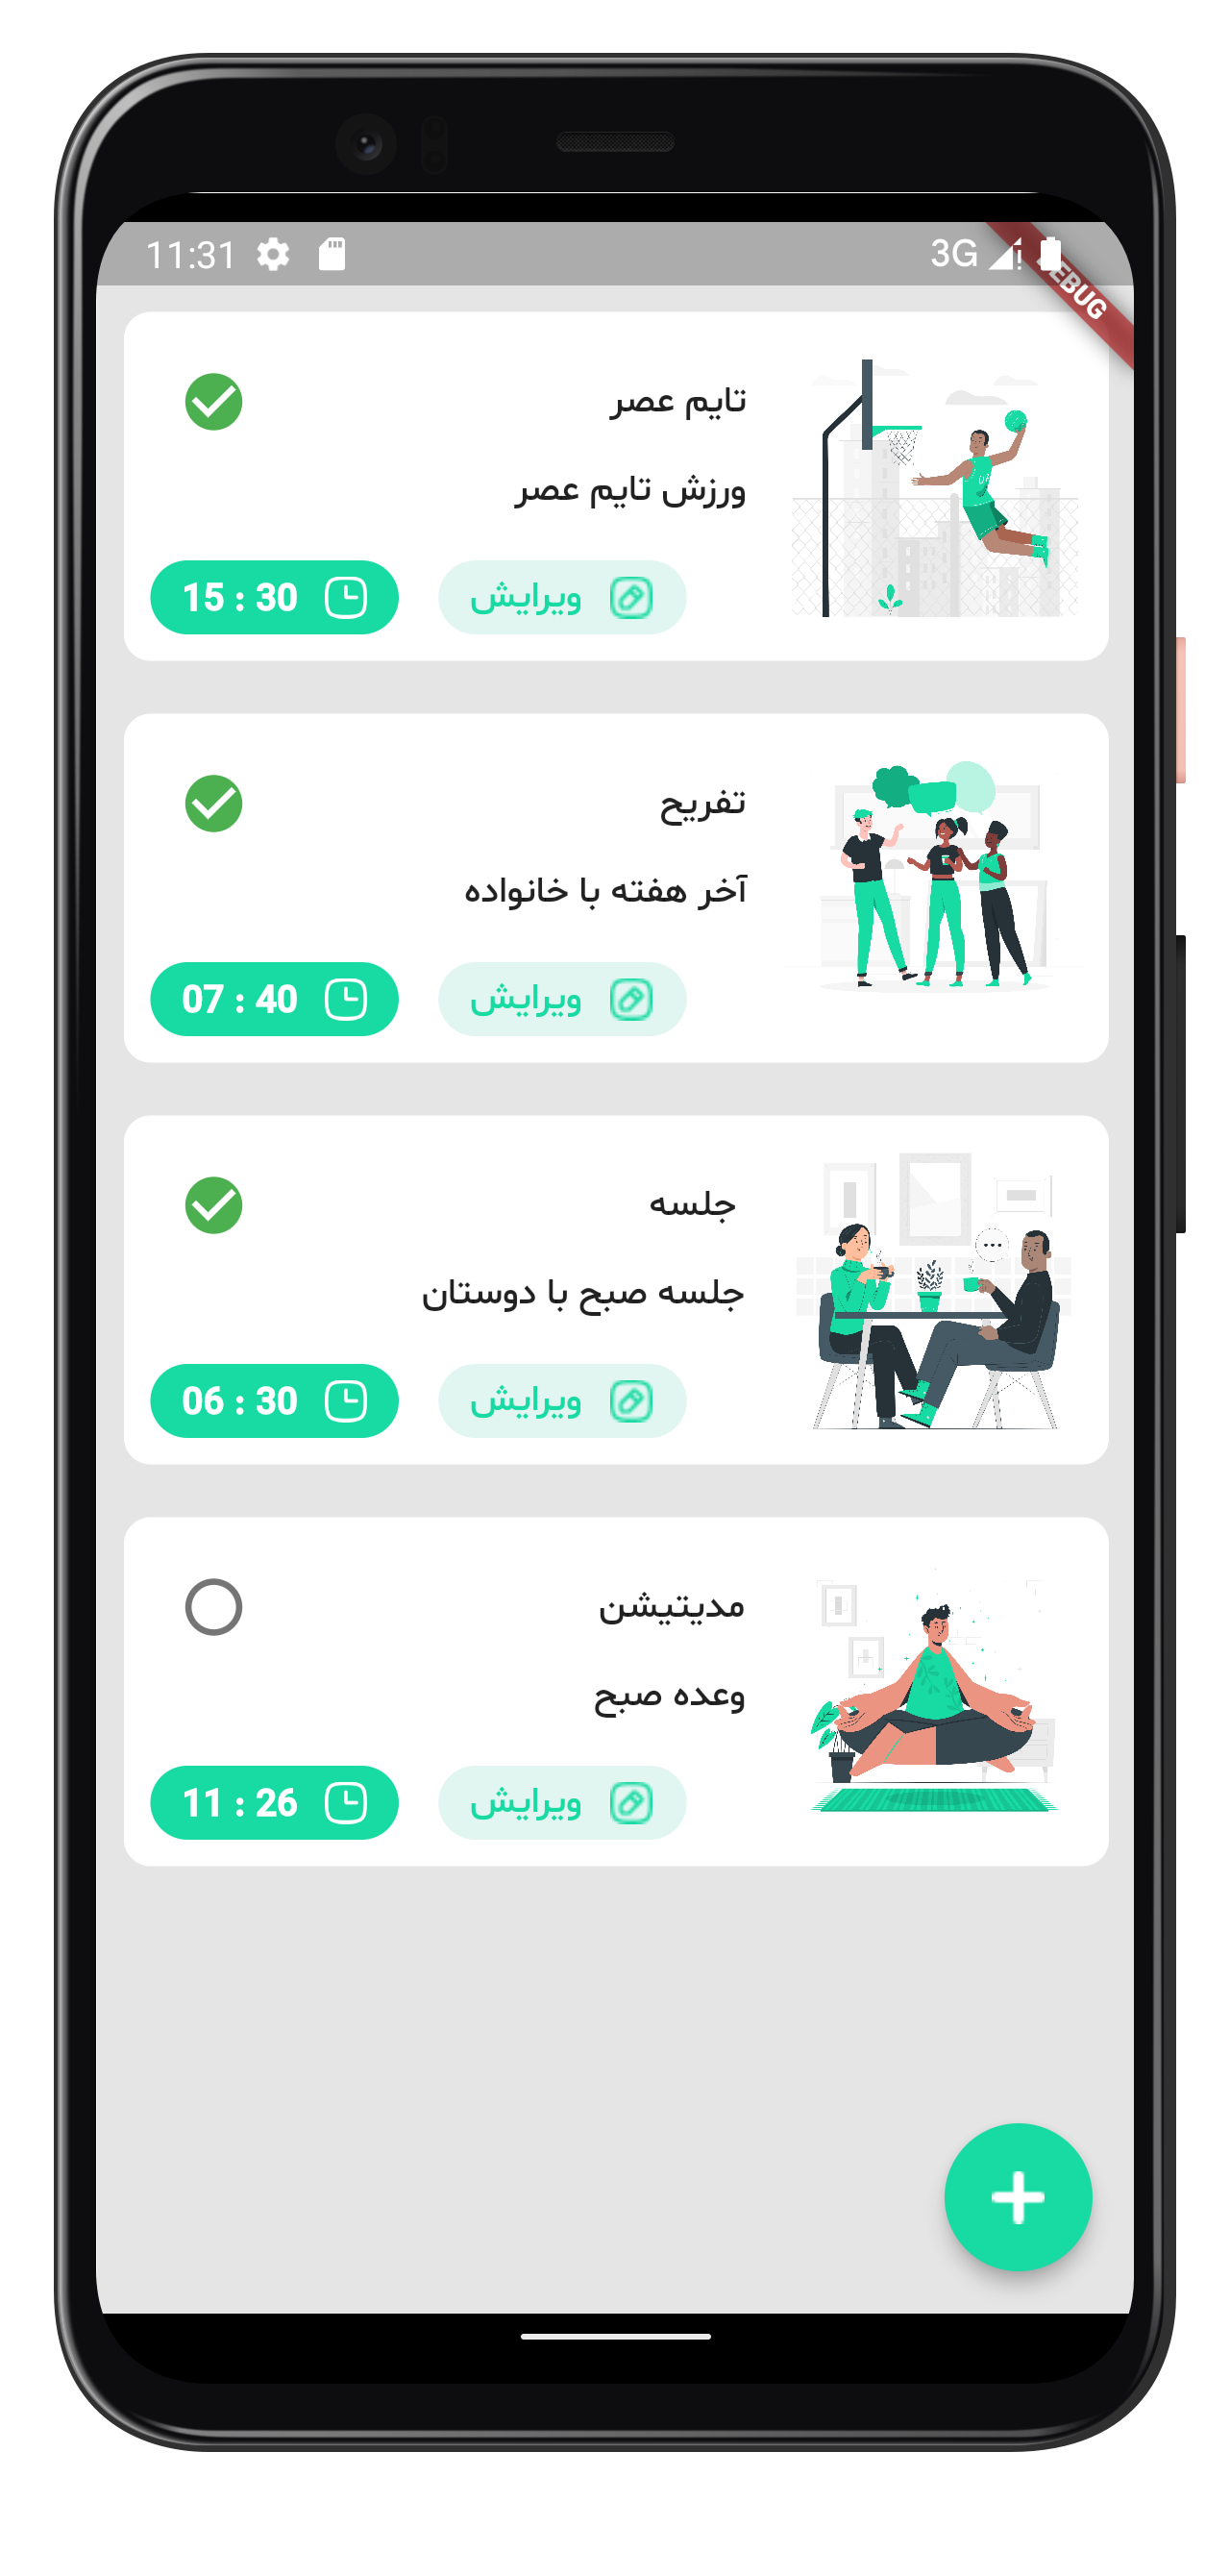 11:31 3G
DEBUG
تایم عصر
ورزش تایم عصر
ویرایش
15 : 30
تفریح
آخر هفته با خانواده
ویرایش
07 : 40
جلسه
جلسه صبح با دوستان
ویرایش
06 : 30
مدیتیشن
وعده صبح
ویرایش
11 : 26